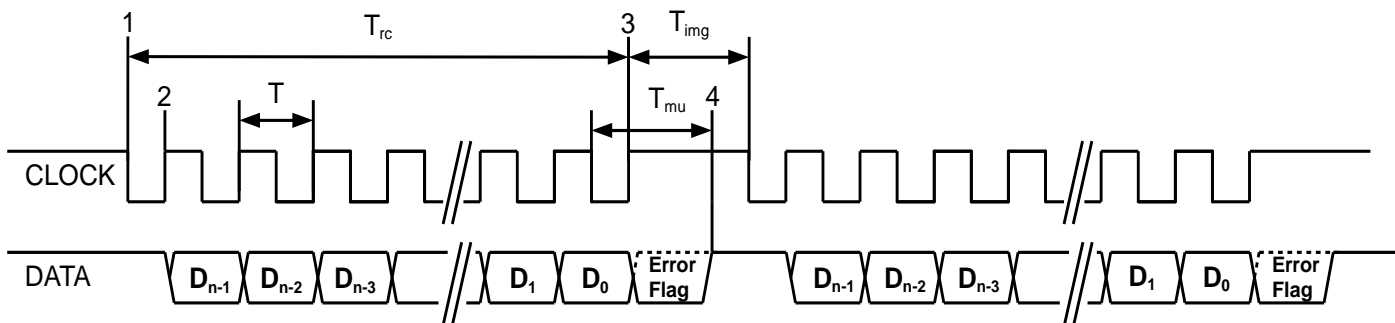 1 T_rc 3 T_img
2 T T_mu 4
CLOCK
DATA D_n-1 D_n-2 D_n-3 D_1 D_0 Error Flag D_n-1 D_n-2 D_n-3 D_1 D_0 Error Flag